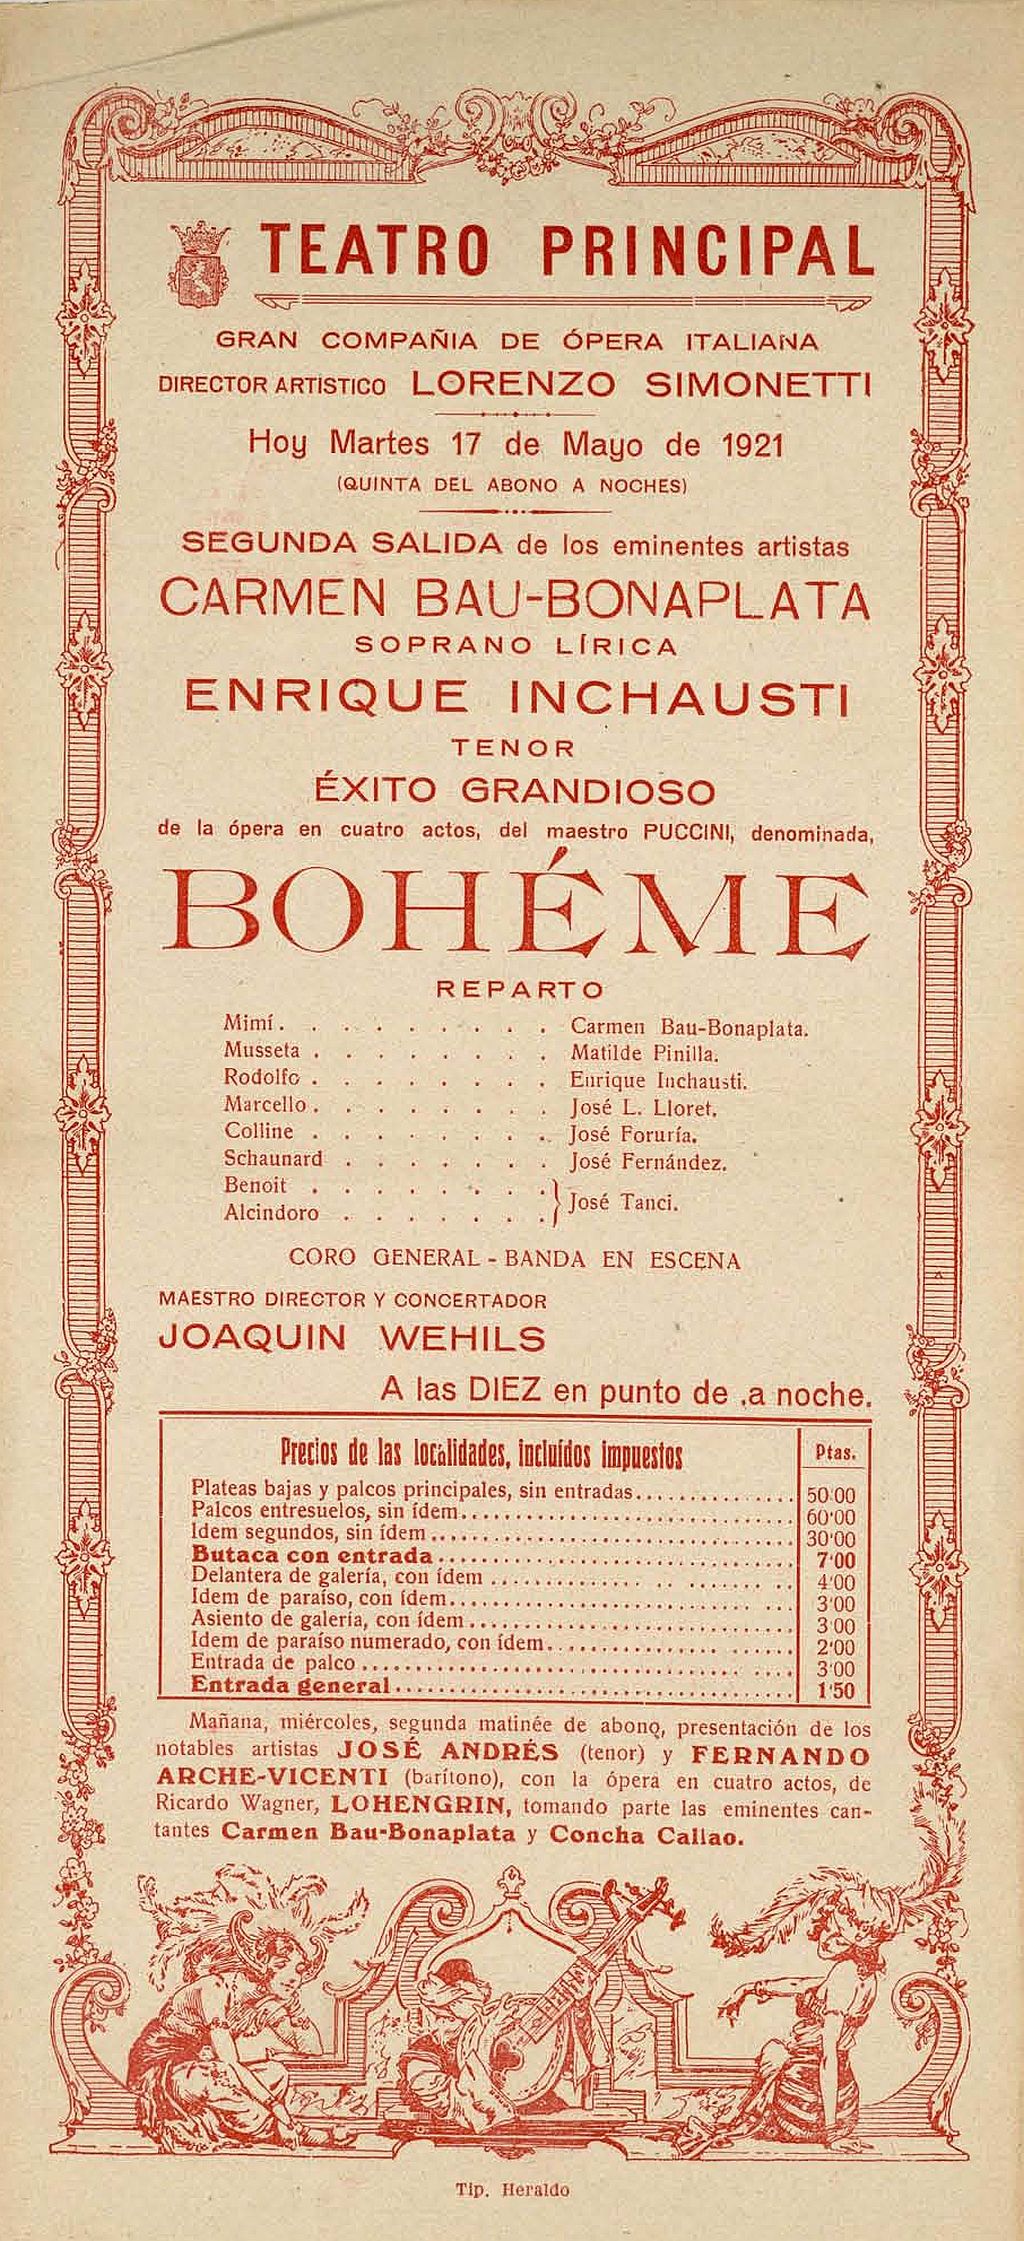 TEATRO PRINCIPAL
GRAN COMPAÑIA DE ÓPERA ITALIANA
DIRECTOR ARTISTICO LORENZO SIMONETTI
Hoy Martes 17 de Mayo de 1921
(QUINTA DEL ABONO A NOCHES)
SEGUNDA SALIDA de los eminentes artistas
CARMEN BAU-BONAPLATA
SOPRANO LÍRICA
ENRIQUE INCHAUSTI
TENOR
ÉXITO GRANDIOSO
de la ópera en cuatro actos, del maestro PUCCINI, denominada,
BOHÉME
REPARTO
Mimí. . . . . . . . . . Carmen Bau-Bonaplata.
Musseta . . . . . . . . . Matilde Pinilla.
Rodolfo . . . . . . . . . Enrique Inchausti.
Marcello. . . . . . . . . José L. Lloret.
Colline . . . . . . . . . José Foruría.
Schaunard . . . . . . . José Fernández.
Benoit . . . . . . . . .
Alcindoro . . . . . . . } José Tanci.
CORO GENERAL - BANDA EN ESCENA
MAESTRO DIRECTOR Y CONCERTADOR
JOAQUIN WEHILS
A las DIEZ en punto de .a noche.
Precios de las localidades, incluídos impuestos Ptas.
Plateas bajas y palcos principales, sin entradas............... 50'00
Palcos entresuelos, sin ídem................................. 60'00
Idem segundos, sin ídem.................................... 30'00
Butaca con entrada................................... 7'00
Delantera de galería, con ídem.............................. 4'00
Idem de paraíso, con ídem................................. 3'00
Asiento de galería, con ídem................................ 3 00
Idem de paraíso numerado, con ídem........................ 2'00
Entrada de palco.......................................... 3'00
Entrada general........................................ 1'50
Mañana, miércoles, segunda matinée de abono, presentación de los
notables artistas JOSÉ ANDRÉS (tenor) y FERNANDO
ARCHE-VICENTI (barítono), con la ópera en cuatro actos, de
Ricardo Wagner, LOHENGRIN, tomando parte las eminentes can-
tantes Carmen Bau-Bonaplata y Concha Callao.
Tip. Heraldo